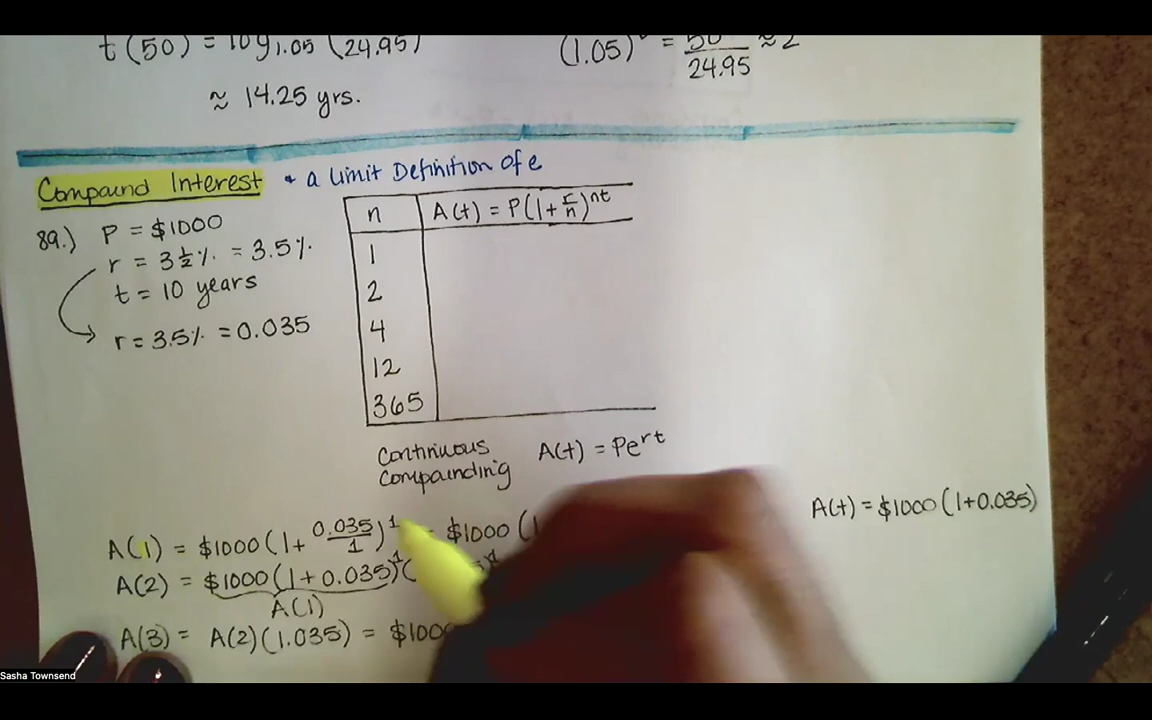 t(50) = log1.05 (24.95)
(1.05) = 50/24.95 ≈ 2
≈ 14.25 yrs.
Compound Interest + a Limit Definition of e
89.) P = $1000
r = 3½% = 3.5%
t = 10 years
r = 3.5% = 0.035
n A(t) = P(1+r/n)^nt
1
2
4
12
365
Continuous Compounding A(t) = Pe^rt
A(t) = $1000(1+0.035)
A(1) = $1000(1+0.035/1)^1 = $1000(1
A(2) = $1000(1+0.035)^1(
A(1)
A(3) = A(2)(1.035) = $1000
Sasha Townsend